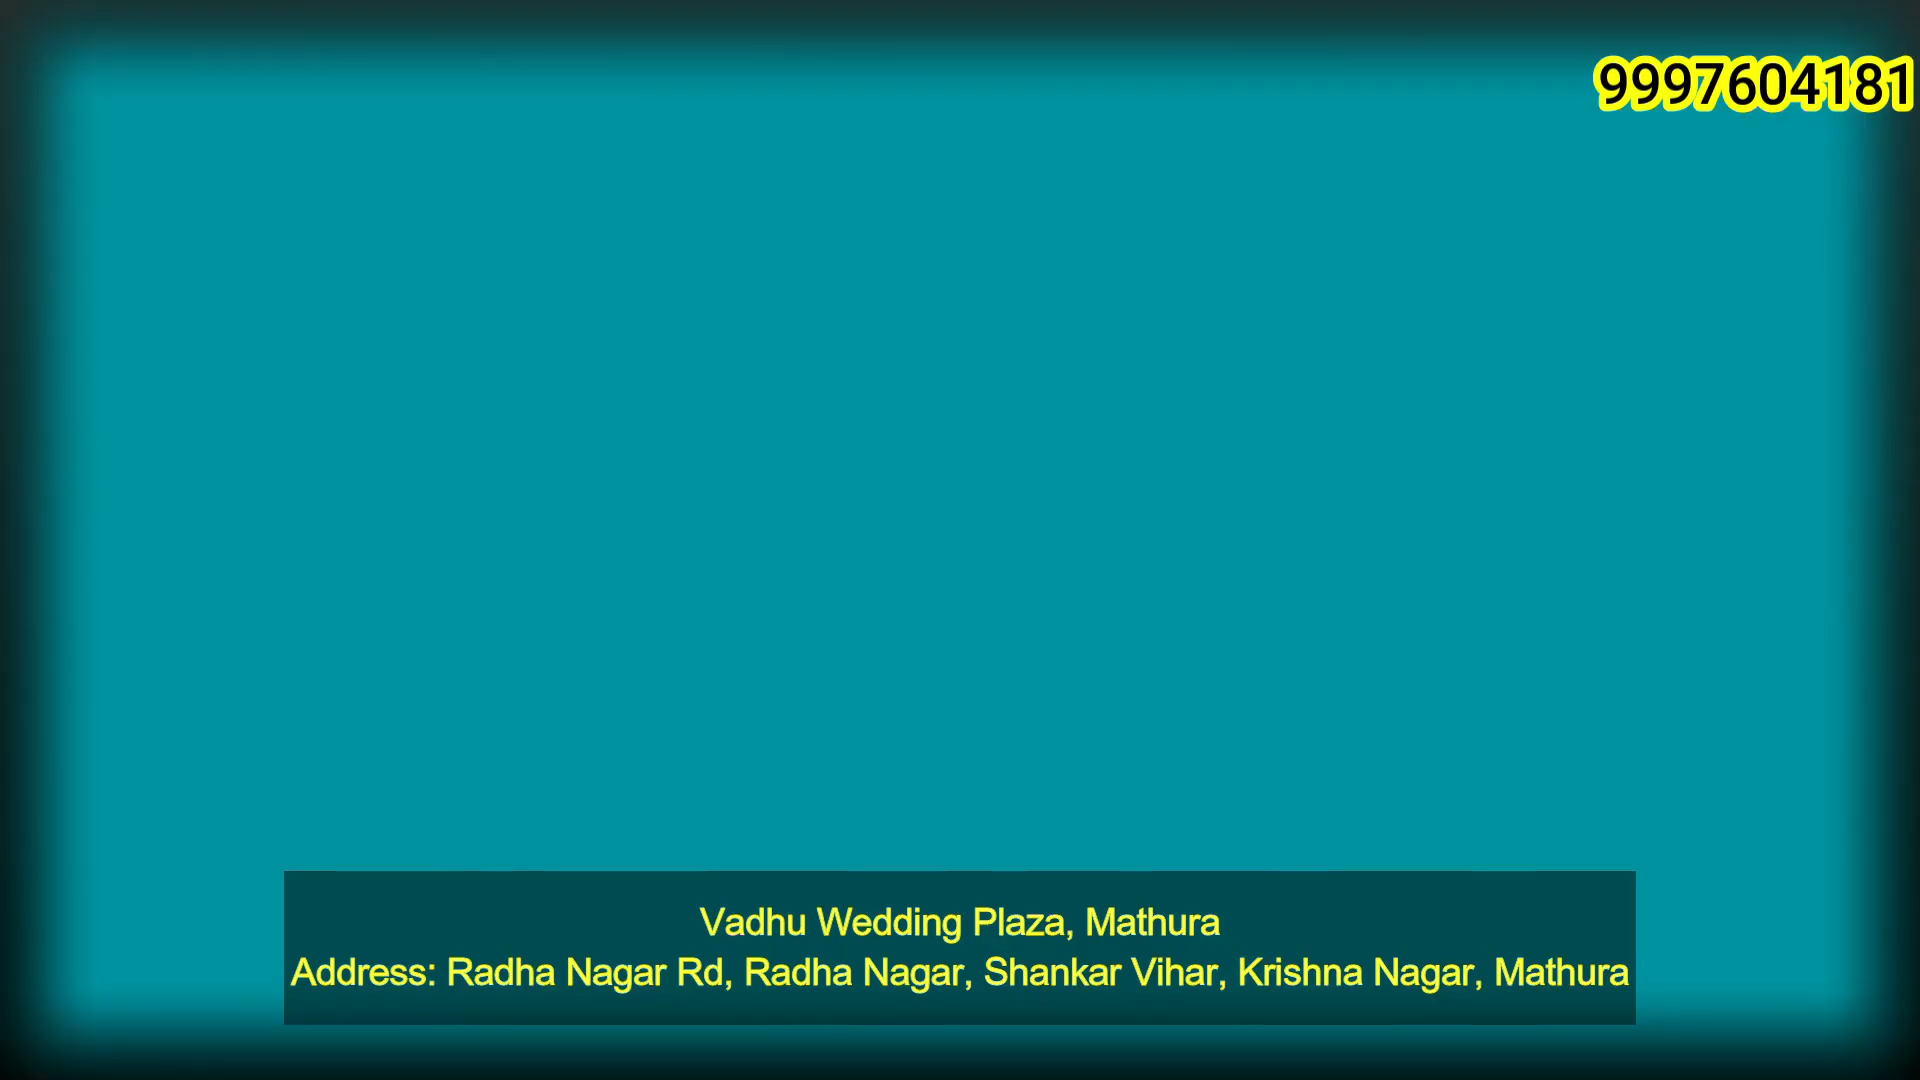 9997604181
Vadhu Wedding Plaza, Mathura
Address: Radha Nagar Rd, Radha Nagar, Shankar Vihar, Krishna Nagar, Mathura